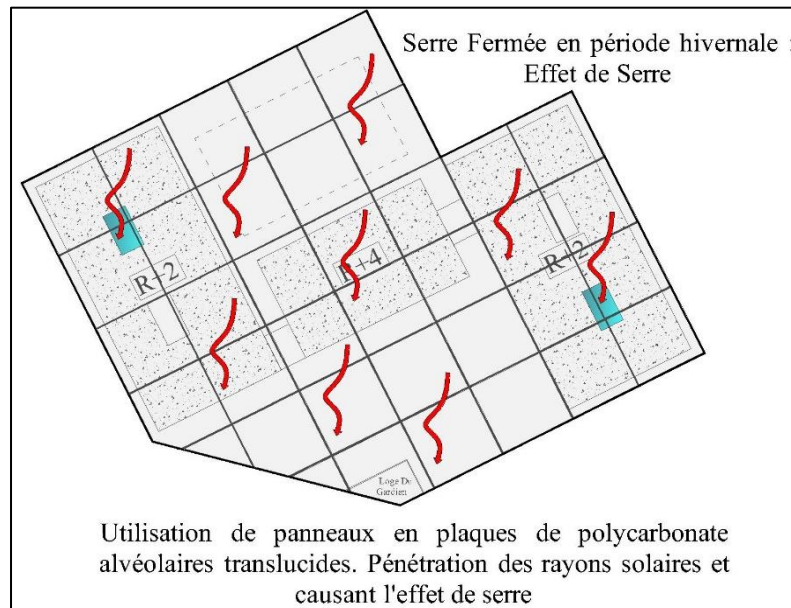 Serre Fermée en période hivernale :
Effet de Serre
R+2
R+4
R+2
Loge De
Gardien
Utilisation de panneaux en plaques de polycarbonate
alvéolaires translucides. Pénétration des rayons solaires et
causant l'effet de serre